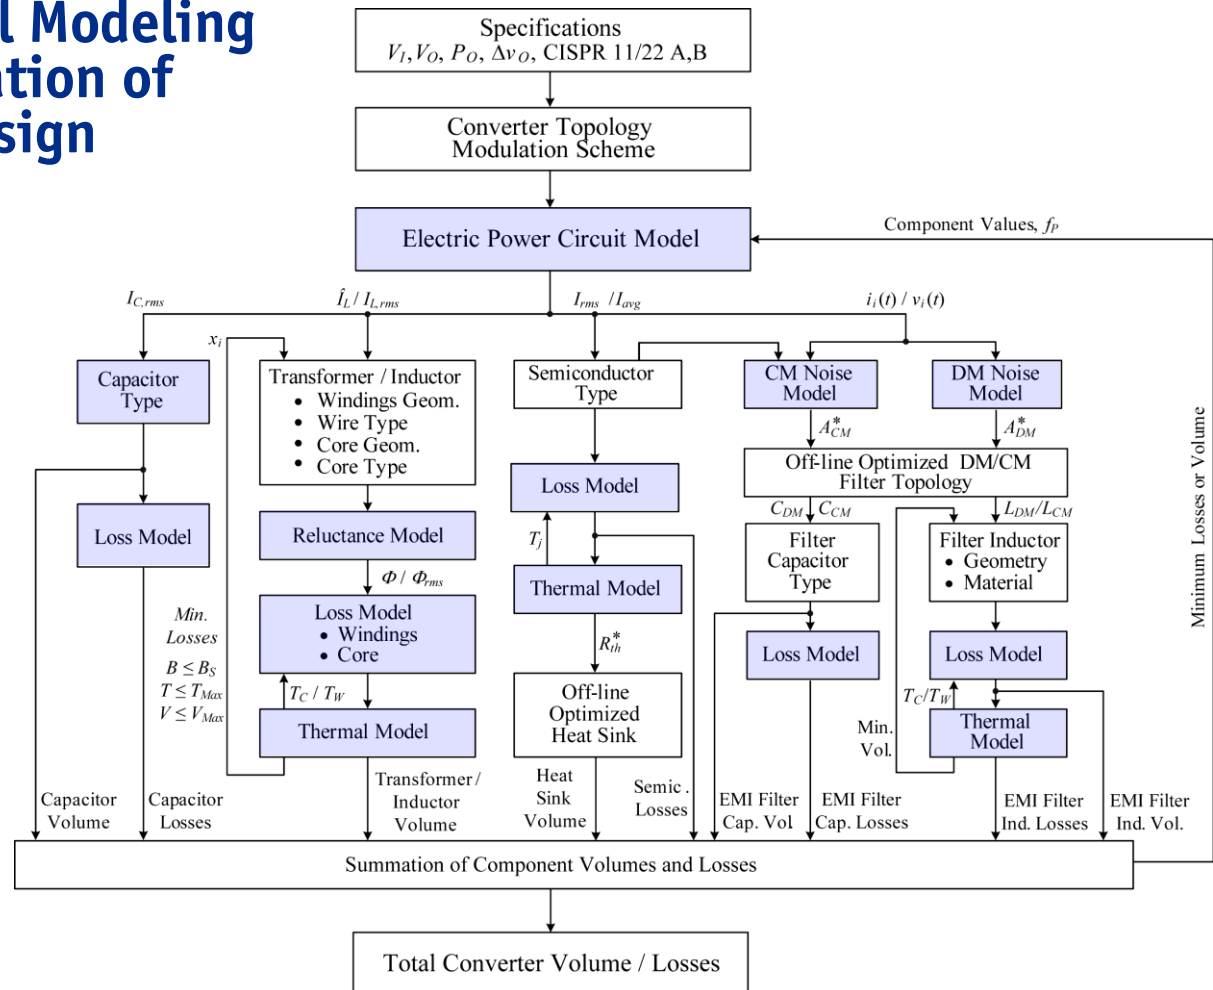 l Modeling
ation of
sign
Specifications
V_I, V_O, P_O, Δv_O, CISPR 11/22 A,B
Converter Topology
Modulation Scheme
Electric Power Circuit Model
Component Values, f_P
I_C,rms
Î_L / I_L,rms
I_rms / I_avg
i_i(t) / v_i(t)
x_i
Capacitor
Type
Transformer / Inductor
• Windings Geom.
• Wire Type
• Core Geom.
• Core Type
Semiconductor
Type
CM Noise
Model
DM Noise
Model
A*_CM
A*_DM
Off-line Optimized DM/CM
Filter Topology
Loss Model
Reluctance Model
Φ / Φ_rms
Loss Model
• Windings
• Core
T_C / T_W
Thermal Model
Min.
Losses
B ≤ B_S
T ≤ T_Max
V ≤ V_Max
Loss Model
T_j
Thermal Model
R*_th
Off-line
Optimized
Heat Sink
C_DM C_CM
L_DM/L_CM
Filter
Capacitor
Type
Filter Inductor
• Geometry
• Material
Loss Model
Loss Model
T_C/T_W
Thermal
Model
Min.
Vol.
Minimum Losses or Volume
Capacitor
Volume
Capacitor
Losses
Transformer /
Inductor
Volume
Heat
Sink
Volume
Semic .
Losses
EMI Filter
Cap. Vol.
EMI Filter
Cap. Losses
EMI Filter
Ind. Losses
EMI Filter
Ind. Vol.
Summation of Component Volumes and Losses
Total Converter Volume / Losses